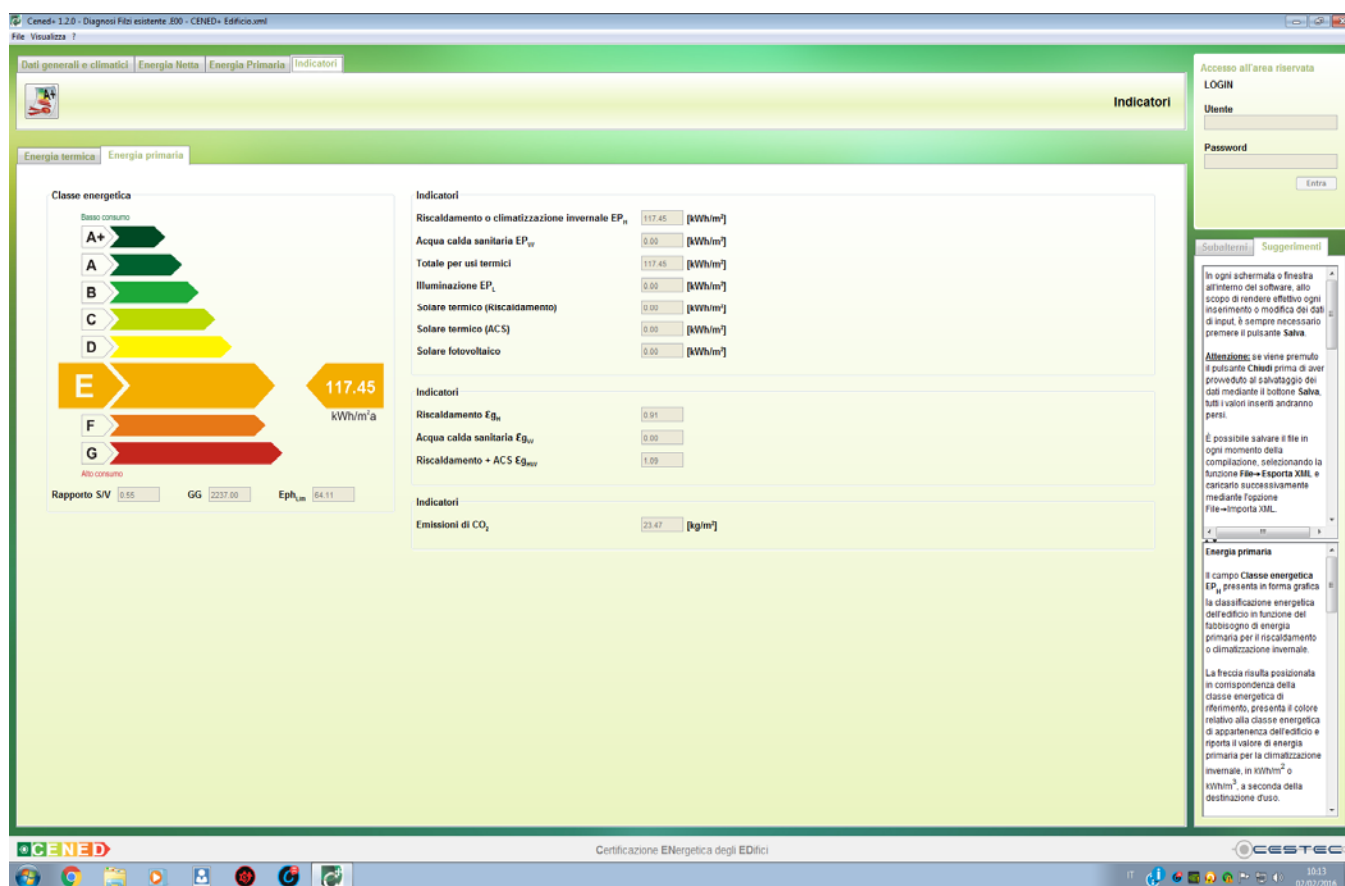 Cened+ 1.2.0 - Diagnosi Filzi esistente .E00 - CENED+ Edificio.xml
File Visualizza ?
Dati generali e climatici Energia Netta Energia Primaria Indicatori
Indicatori
Energia termica Energia primaria
Classe energetica
Basso consumo
A+
A
B
C
D
E
117.45
kWh/m²a
F
G
Alto consumo
Rapporto S/V 0.55 GG 2237.00 EphLim 64.11
Indicatori
Riscaldamento o climatizzazione invernale EPH 117.45 [kWh/m²]
Acqua calda sanitaria EPW 0.00 [kWh/m²]
Totale per usi termici 117.45 [kWh/m²]
Illuminazione EPL 0.00 [kWh/m²]
Solare termico (Riscaldamento) 0.00 [kWh/m²]
Solare termico (ACS) 0.00 [kWh/m²]
Solare fotovoltaico 0.00 [kWh/m²]
Indicatori
Riscaldamento εgH 0.91
Acqua calda sanitaria εgW 0.00
Riscaldamento + ACS εgHW 1.09
Indicatori
Emissioni di CO2 23.47 [kg/m²]
Accesso all'area riservata
LOGIN
Utente
Password
Entra
Subalterni Suggerimenti
In ogni schermata o finestra
all'interno del software, allo
scopo di rendere effettivo ogni
inserimento o modifica dei dati
di input, è sempre necessario
premere il pulsante Salva.
Attenzione: se viene premuto
il pulsante Chiudi prima di aver
provveduto al salvataggio dei
dati mediante il bottone Salva,
tutti i valori inseriti andranno
persi.
È possibile salvare il file in
ogni momento della
compilazione, selezionando la
funzione File→Esporta XML e
caricarlo successivamente
mediante l'opzione
File→Importa XML.
Energia primaria
Il campo Classe energetica
EPH presenta in forma grafica
la classificazione energetica
dell'edificio in funzione del
fabbisogno di energia
primaria per il riscaldamento
o climatizzazione invernale.
La freccia risulta posizionata
in corrispondenza della
classe energetica di
riferimento, presenta il colore
relativo alla classe energetica
di appartenenza dell'edificio e
riporta il valore di energia
primaria per la climatizzazione
invernale, in kWh/m² o
kWh/m³, a seconda della
destinazione d'uso.
CENED
Certificazione ENergetica degli EDifici
CESTEC
IT
10:13
02/02/2016